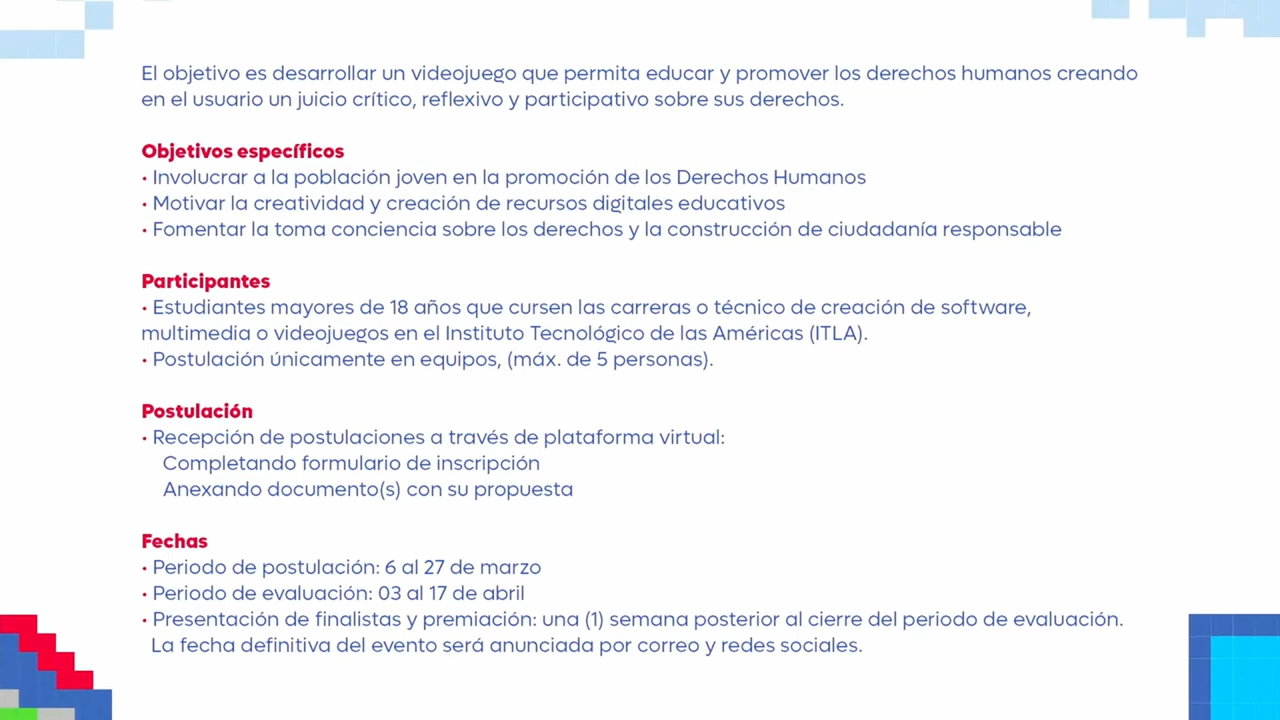 El objetivo es desarrollar un videojuego que permita educar y promover los derechos humanos creando
en el usuario un juicio crítico, reflexivo y participativo sobre sus derechos.
Objetivos específicos
• Involucrar a la población joven en la promoción de los Derechos Humanos
• Motivar la creatividad y creación de recursos digitales educativos
• Fomentar la toma conciencia sobre los derechos y la construcción de ciudadanía responsable
Participantes
• Estudiantes mayores de 18 años que cursen las carreras o técnico de creación de software,
multimedia o videojuegos en el Instituto Tecnológico de las Américas (ITLA).
• Postulación únicamente en equipos, (máx. de 5 personas).
Postulación
• Recepción de postulaciones a través de plataforma virtual:
Completando formulario de inscripción
Anexando documento(s) con su propuesta
Fechas
• Periodo de postulación: 6 al 27 de marzo
• Periodo de evaluación: 03 al 17 de abril
• Presentación de finalistas y premiación: una (1) semana posterior al cierre del periodo de evaluación.
La fecha definitiva del evento será anunciada por correo y redes sociales.